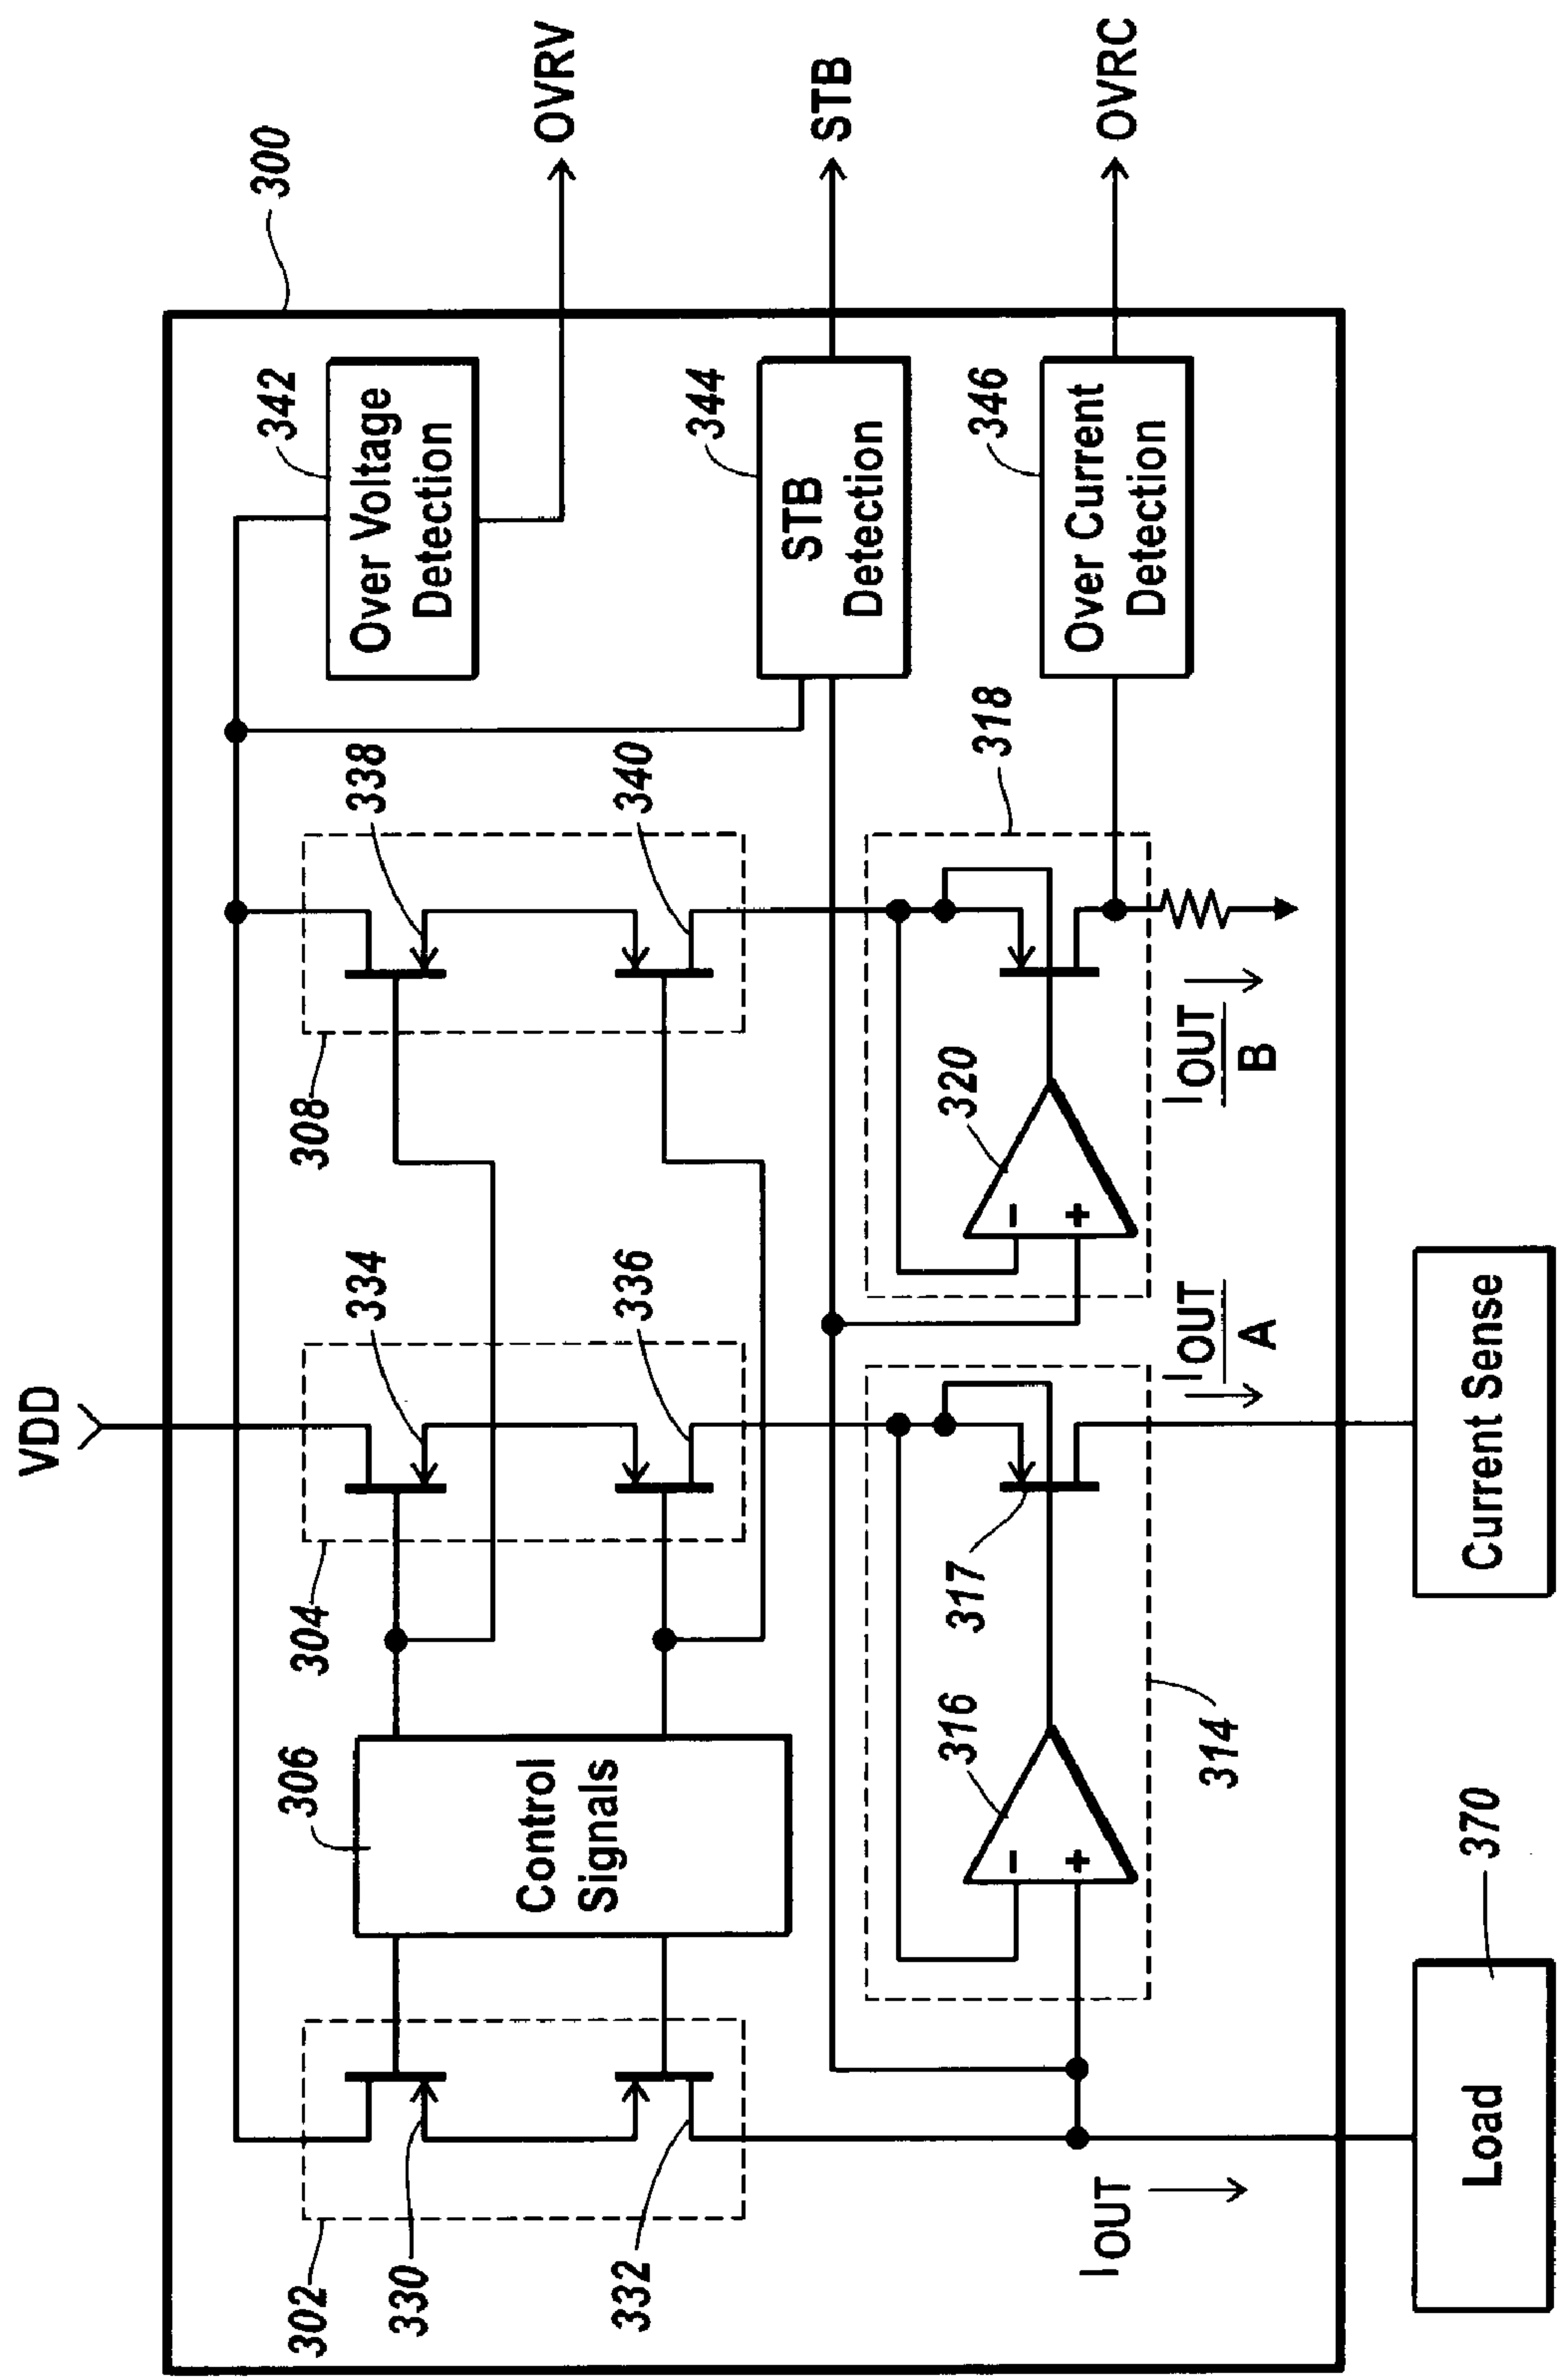 VDD
300
302
330
332
306
Control
Signals
304
334
336
308
338
340
342
Over Voltage
Detection
OVRV
344
STB
Detection
STB
346
Over Current
Detection
OVRC
314
316
-
+
317
318
320
-
+
IOUT
IOUT
A
IOUT
B
Load
370
Current Sense